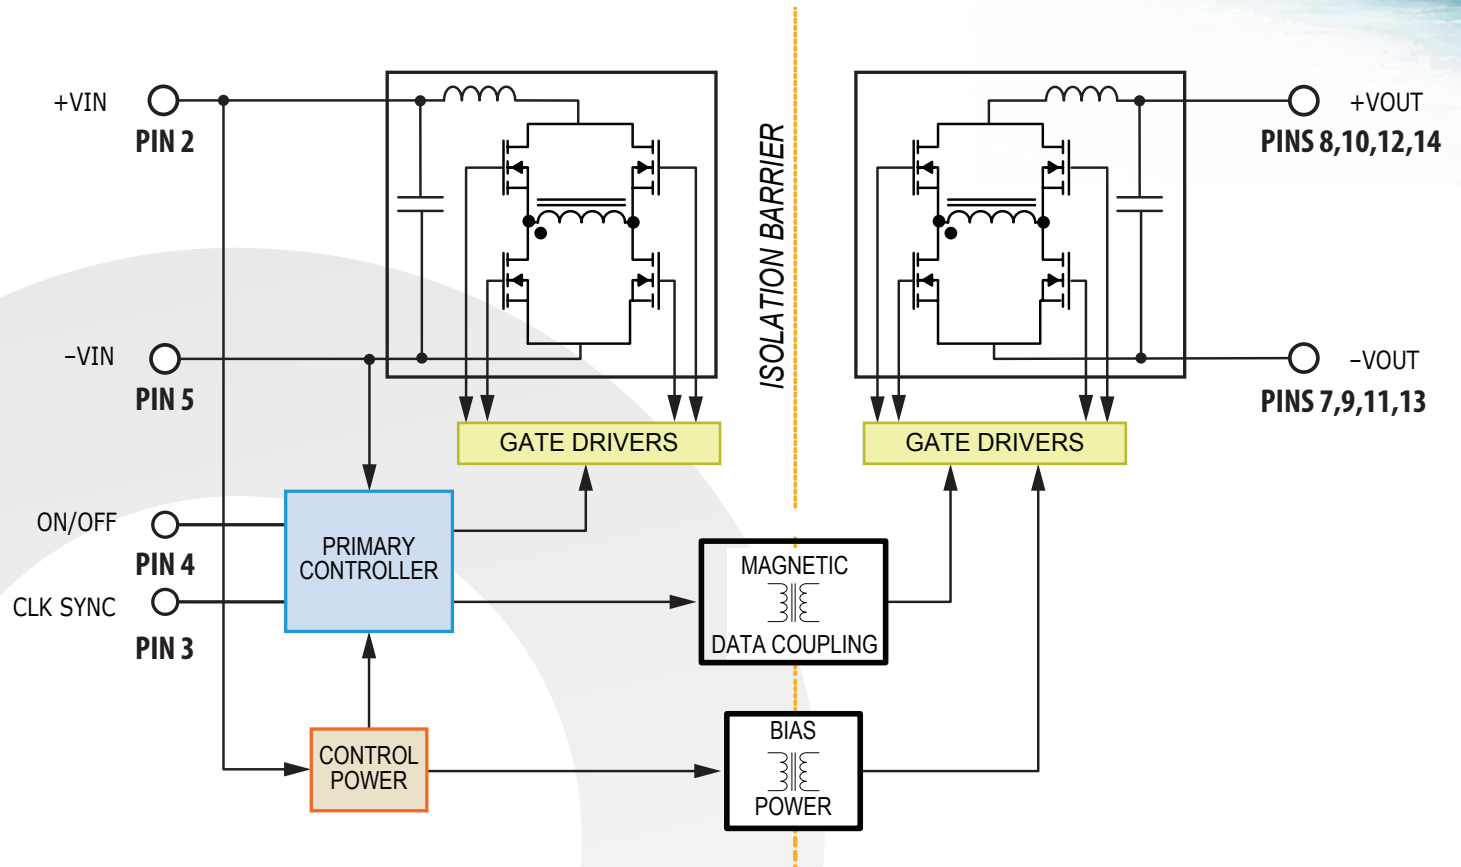 +VIN
PIN 2
ISOLATION BARRIER
+VOUT
PINS 8,10,12,14
−VIN
PIN 5
−VOUT
PINS 7,9,11,13
GATE DRIVERS
GATE DRIVERS
ON/OFF
PIN 4
PRIMARY
CONTROLLER
CLK SYNC
PIN 3
MAGNETIC
DATA COUPLING
CONTROL
POWER
BIAS
POWER